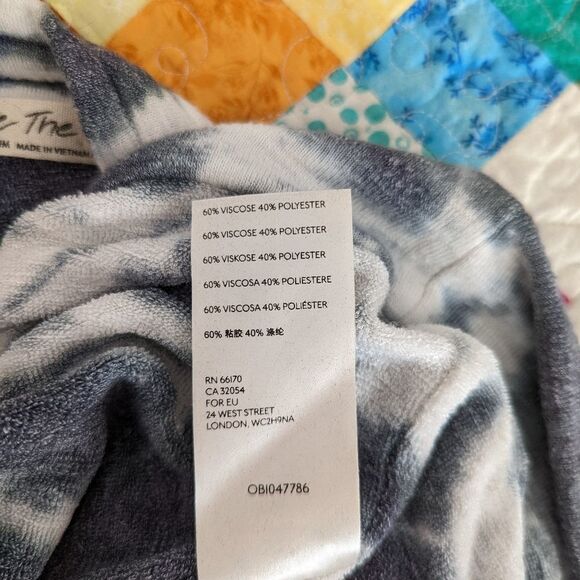 The
MADE IN VIETNAM
60% VISCOSE 40% POLYESTER
60% VISCOSE 40% POLYESTER
60% VISKOSE 40% POLYESTER
60% VISCOSA 40% POLIESTERE
60% VISCOSA 40% POLIÉSTER
60% 粘胶 40% 涤纶
RN 66170
CA 32054
FOR EU
24 WEST STREET
LONDON, WC2H9NA
OB1047786